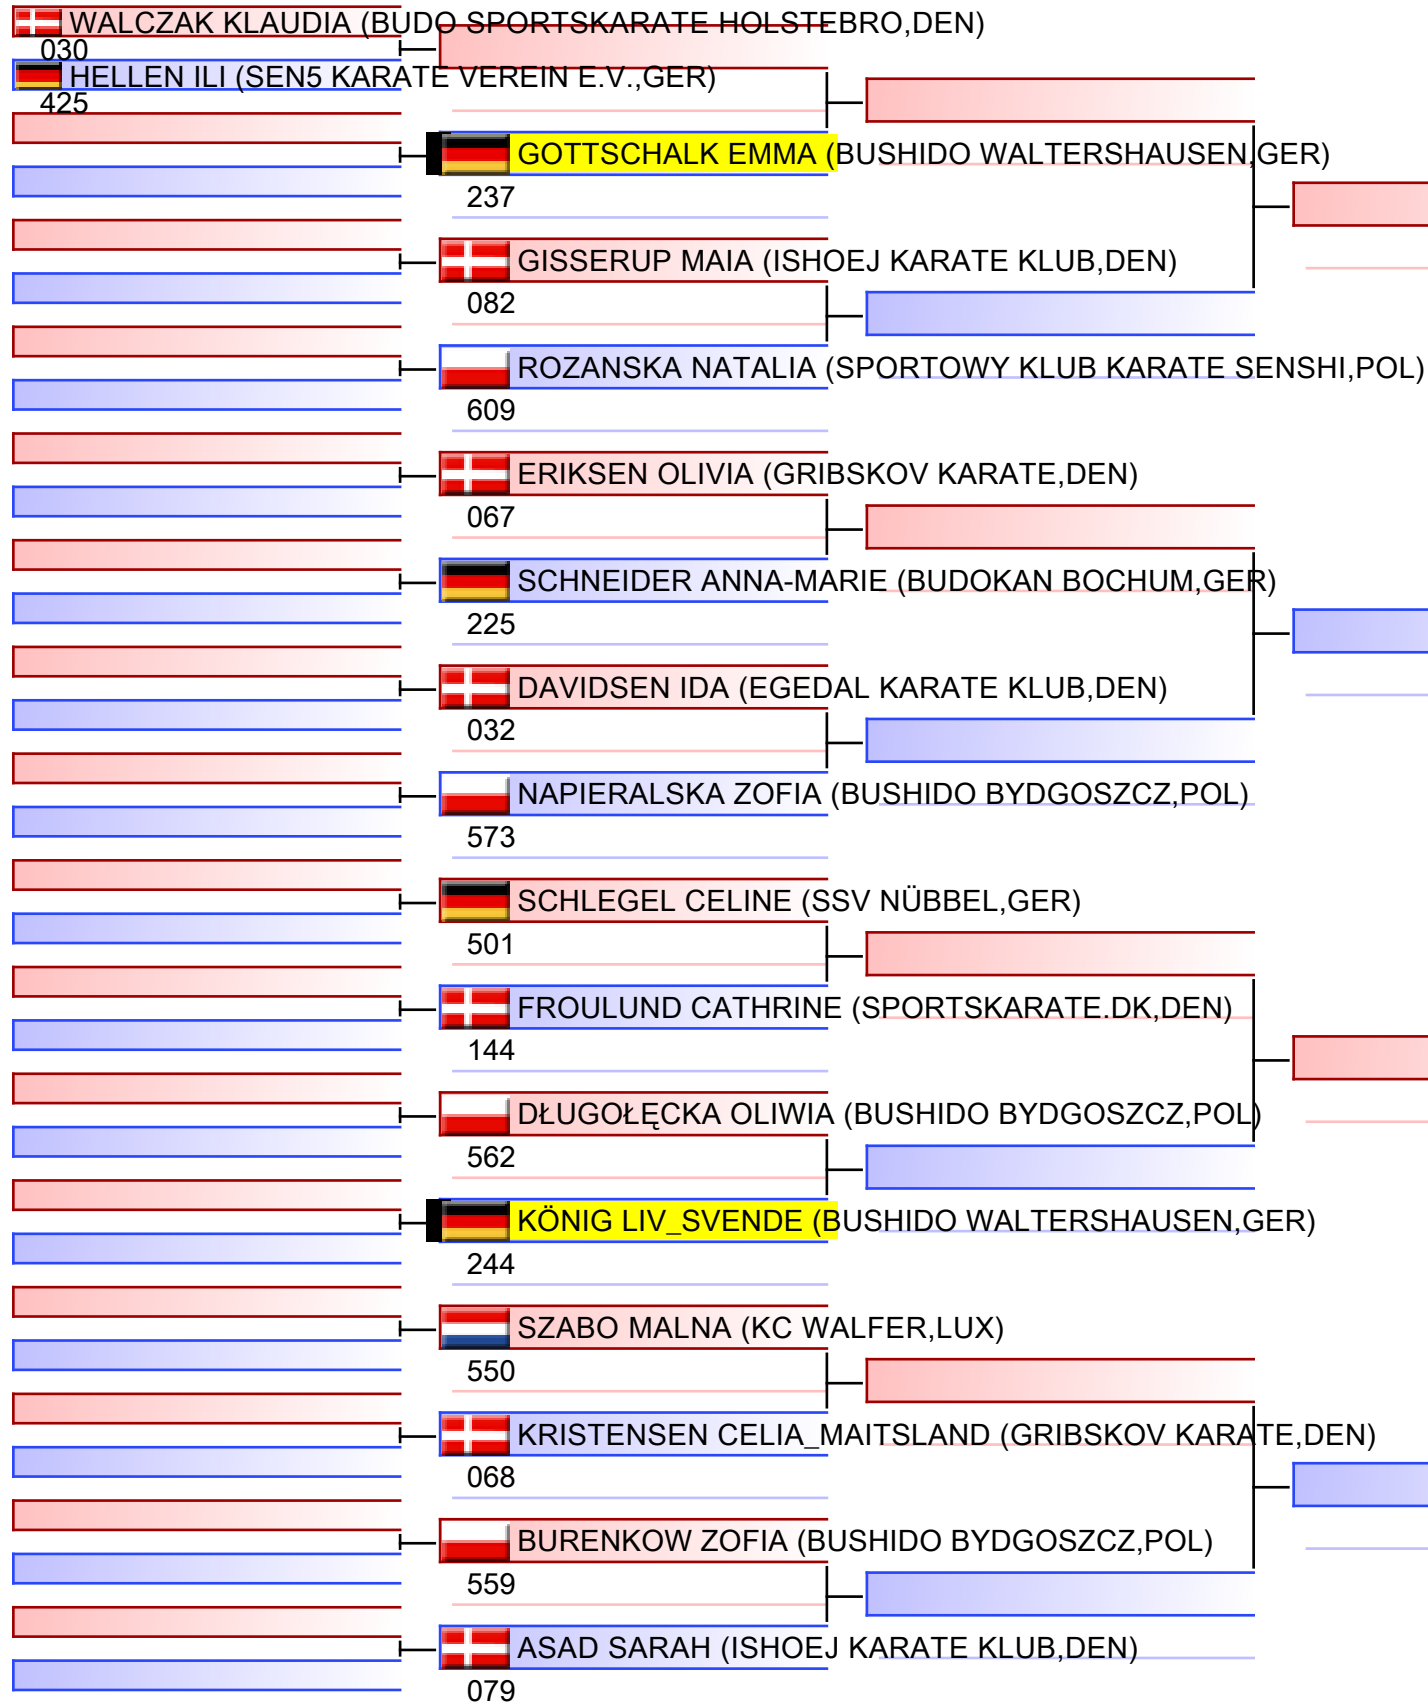 WALCZAK KLAUDIA (BUDO SPORTSKARATE HOLSTEBRO,DEN)
030
HELLEN ILI (SEN5 KARATE VEREIN E.V.,GER)
425
GOTTSCHALK EMMA (BUSHIDO WALTERSHAUSEN,GER)
237
GISSERUP MAIA (ISHOEJ KARATE KLUB,DEN)
082
ROZANSKA NATALIA (SPORTOWY KLUB KARATE SENSHI,POL)
609
ERIKSEN OLIVIA (GRIBSKOV KARATE,DEN)
067
SCHNEIDER ANNA-MARIE (BUDOKAN BOCHUM,GER)
225
DAVIDSEN IDA (EGEDAL KARATE KLUB,DEN)
032
NAPIERALSKA ZOFIA (BUSHIDO BYDGOSZCZ,POL)
573
SCHLEGEL CELINE (SSV NÜBBEL,GER)
501
FROULUND CATHRINE (SPORTSKARATE.DK,DEN)
144
DŁUGOŁĘCKA OLIWIA (BUSHIDO BYDGOSZCZ,POL)
562
KÖNIG LIV_SVENDE (BUSHIDO WALTERSHAUSEN,GER)
244
SZABO MALNA (KC WALFER,LUX)
550
KRISTENSEN CELIA_MAITSLAND (GRIBSKOV KARATE,DEN)
068
BURENKOW ZOFIA (BUSHIDO BYDGOSZCZ,POL)
559
ASAD SARAH (ISHOEJ KARATE KLUB,DEN)
079